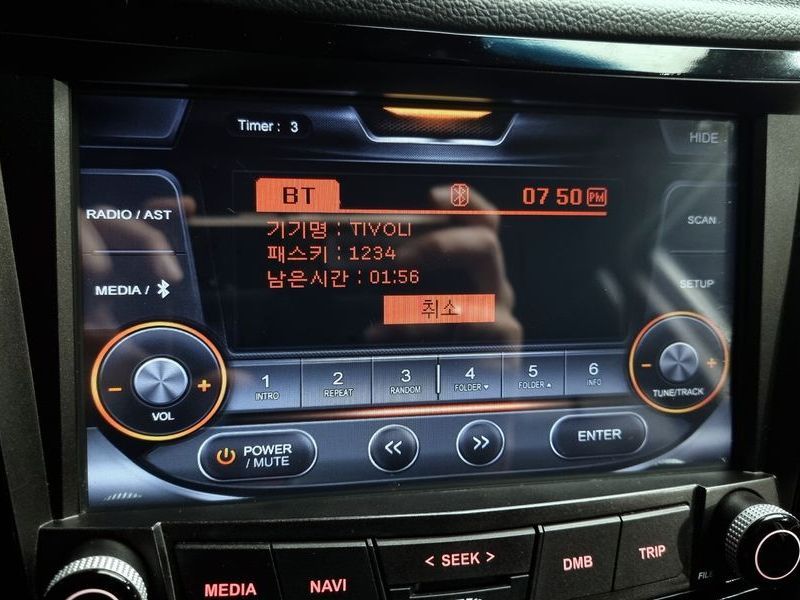 Timer : 3
HIDE
BT 07 50 PM
RADIO / AST
SCAN
기기명 : TIVOLI
패스키 : 1234
남은시간 : 01:56
MEDIA /
SETUP
취소
- + VOL
1 INTRO
2 REPEAT
3 RANDOM
4 FOLDER ▼
5 FOLDER ▲
6 INFO
- + TUNE/TRACK
POWER
/ MUTE
<<
>>
ENTER
MEDIA
NAVI
< SEEK >
DMB
TRIP